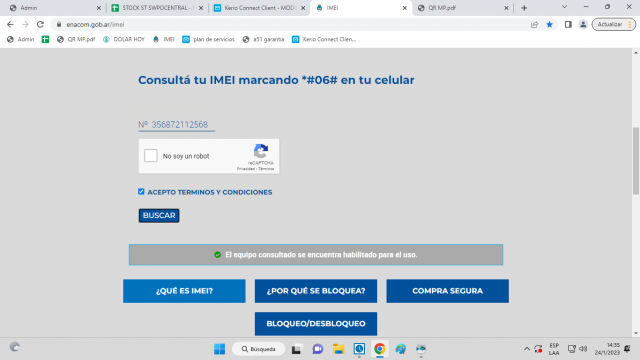 Admin
STOCK ST SWPOCENTRAL -
Kerio Connect Client - MOD
IMEI
QR MP.pdf
enacom.gob.ar/imei
Actualizar
Admin
QR MP.pdf
DÓLAR HOY
IMEI
plan de servicios
a51 garantia
Kerio Connect Clien...
Consultá tu IMEI marcando *#06# en tu celular
Nº 356872112568
No soy un robot
reCAPTCHA
Privacidad - Términos
ACEPTO TERMINOS Y CONDICIONES
BUSCAR
El equipo consultado se encuentra habilitado para el uso.
¿QUÉ ES IMEI?
¿POR QUÉ SE BLOQUEA?
COMPRA SEGURA
BLOQUEO/DESBLOQUEO
Búsqueda
ESP
LAA
14:35
24/1/2023